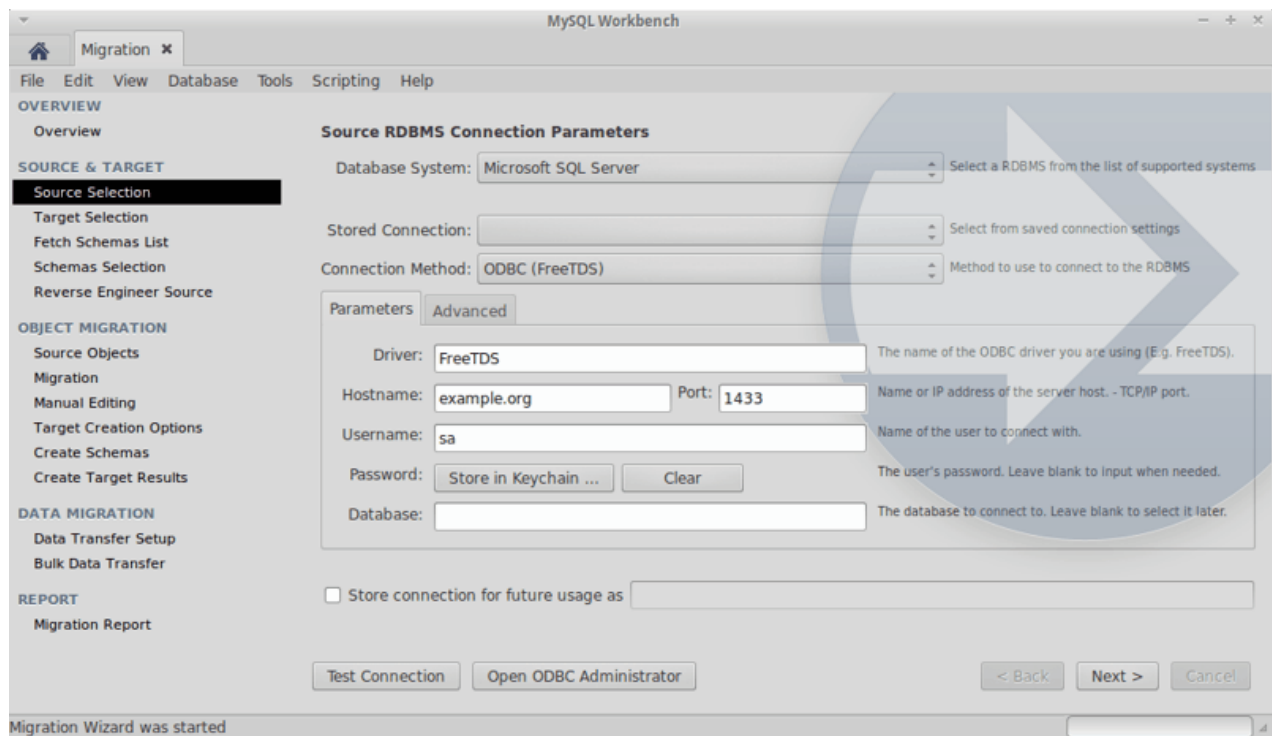 MySQL Workbench
Migration
File Edit View Database Tools Scripting Help
OVERVIEW
Overview
SOURCE & TARGET
Source Selection
Target Selection
Fetch Schemas List
Schemas Selection
Reverse Engineer Source
OBJECT MIGRATION
Source Objects
Migration
Manual Editing
Target Creation Options
Create Schemas
Create Target Results
DATA MIGRATION
Data Transfer Setup
Bulk Data Transfer
REPORT
Migration Report
Source RDBMS Connection Parameters
Database System: Microsoft SQL Server Select a RDBMS from the list of supported systems
Stored Connection: Select from saved connection settings
Connection Method: ODBC (FreeTDS) Method to use to connect to the RDBMS
Parameters Advanced
Driver: FreeTDS The name of the ODBC driver you are using (E.g. FreeTDS).
Hostname: example.org Port: 1433 Name or IP address of the server host. - TCP/IP port.
Username: sa Name of the user to connect with.
Password: Store in Keychain ... Clear The user's password. Leave blank to input when needed.
Database: The database to connect to. Leave blank to select it later.
Store connection for future usage as
Test Connection Open ODBC Administrator < Back Next > Cancel
Migration Wizard was started